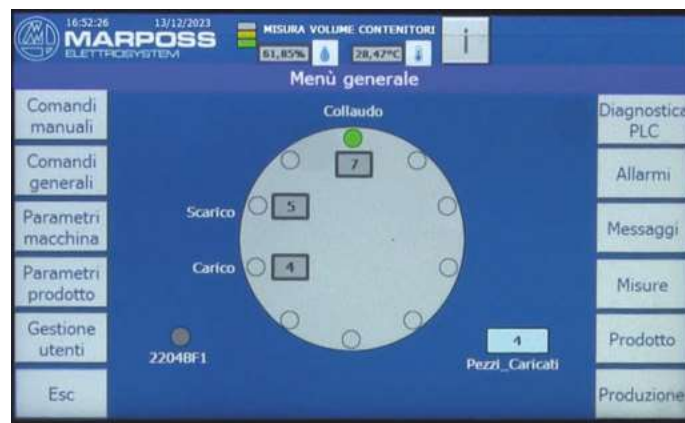 16:52:26 13/12/2023
MARPOSS
ELETTROSYSTEM
MISURA VOLUME CONTENITORI
61,85% 28,47°C
i
Menù generale
Comandi
manuali
Comandi
generali
Parametri
macchina
Parametri
prodotto
Gestione
utenti
Esc
Collaudo
7
Scarico 5
Carico 4
2204BF1
4
Pezzi_Caricati
Diagnostica
PLC
Allarmi
Messaggi
Misure
Prodotto
Produzione